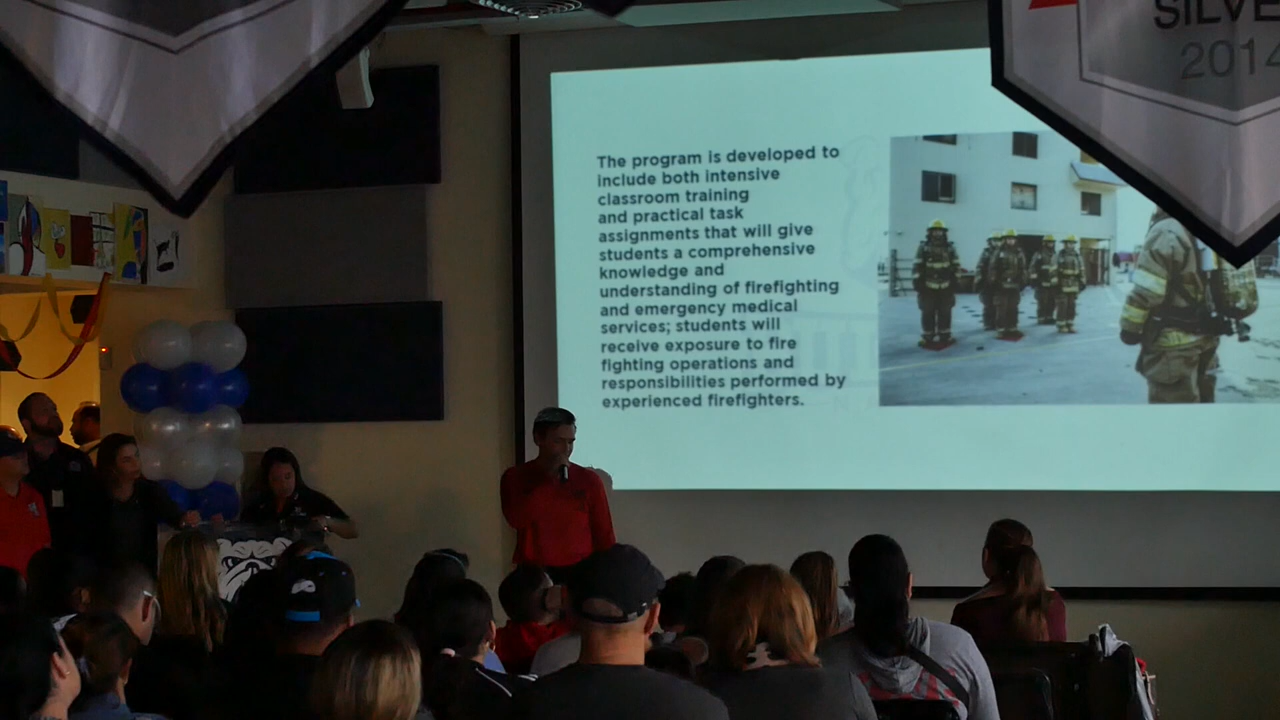 SILVE
2014
The program is developed to
include both intensive
classroom training
and practical task
assignments that will give
students a comprehensive
knowledge and
understanding of firefighting
and emergency medical
services; students will
receive exposure to fire
fighting operations and
responsibilities performed by
experienced firefighters.